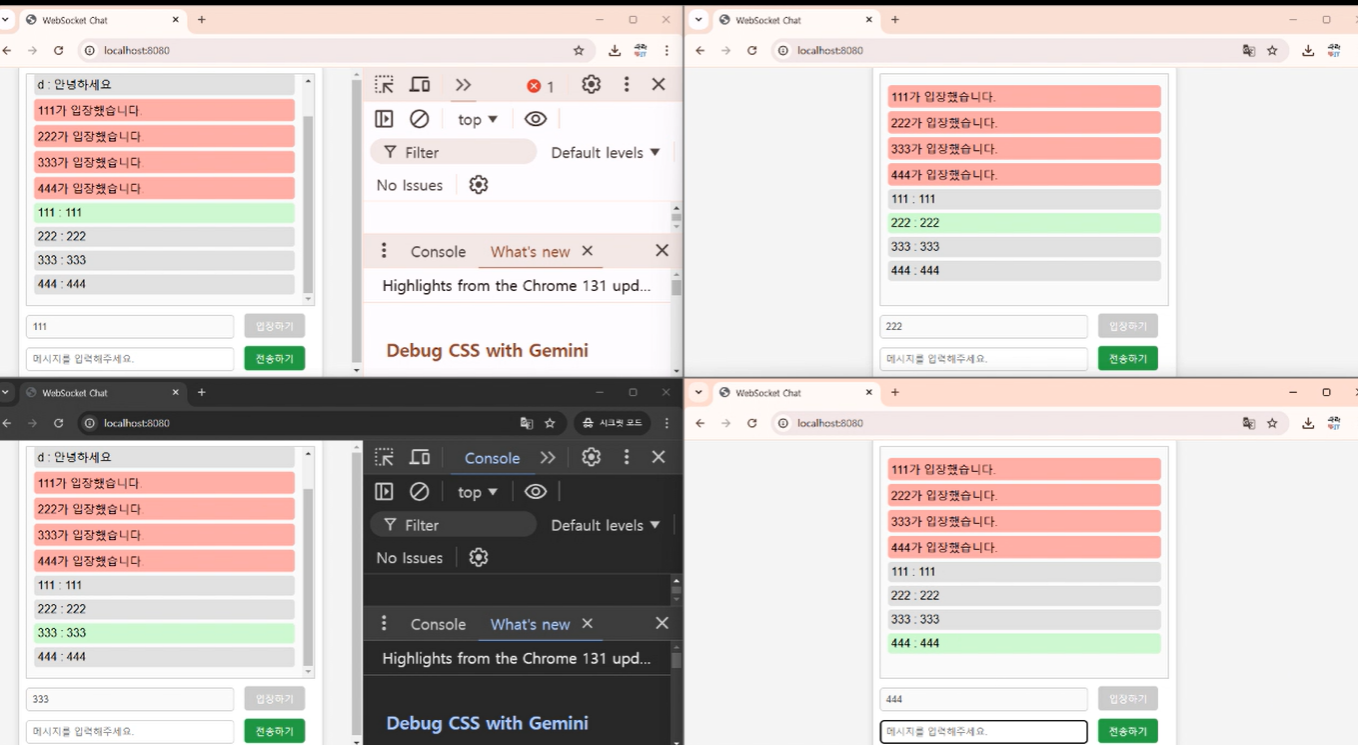 WebSocket Chat
localhost:8080
d : 안녕하세요
111가 입장했습니다.
222가 입장했습니다.
333가 입장했습니다.
444가 입장했습니다.
111 : 111
222 : 222
333 : 333
444 : 444
111
입장하기
메시지를 입력해주세요.
전송하기
1
top
Filter
Default levels
No Issues
Console
What's new
Highlights from the Chrome 131 upd...
Debug CSS with Gemini
WebSocket Chat
localhost:8080
111가 입장했습니다.
222가 입장했습니다.
333가 입장했습니다.
444가 입장했습니다.
111 : 111
222 : 222
333 : 333
444 : 444
222
입장하기
메시지를 입력해주세요.
전송하기
WebSocket Chat
localhost:8080
시크릿 모드
d : 안녕하세요
111가 입장했습니다.
222가 입장했습니다.
333가 입장했습니다.
444가 입장했습니다.
111 : 111
222 : 222
333 : 333
444 : 444
333
입장하기
메시지를 입력해주세요.
전송하기
Console
top
Filter
Default levels
No Issues
Console
What's new
Highlights from the Chrome 131 upd...
Debug CSS with Gemini
WebSocket Chat
localhost:8080
111가 입장했습니다.
222가 입장했습니다.
333가 입장했습니다.
444가 입장했습니다.
111 : 111
222 : 222
333 : 333
444 : 444
444
입장하기
메시지를 입력해주세요.
전송하기